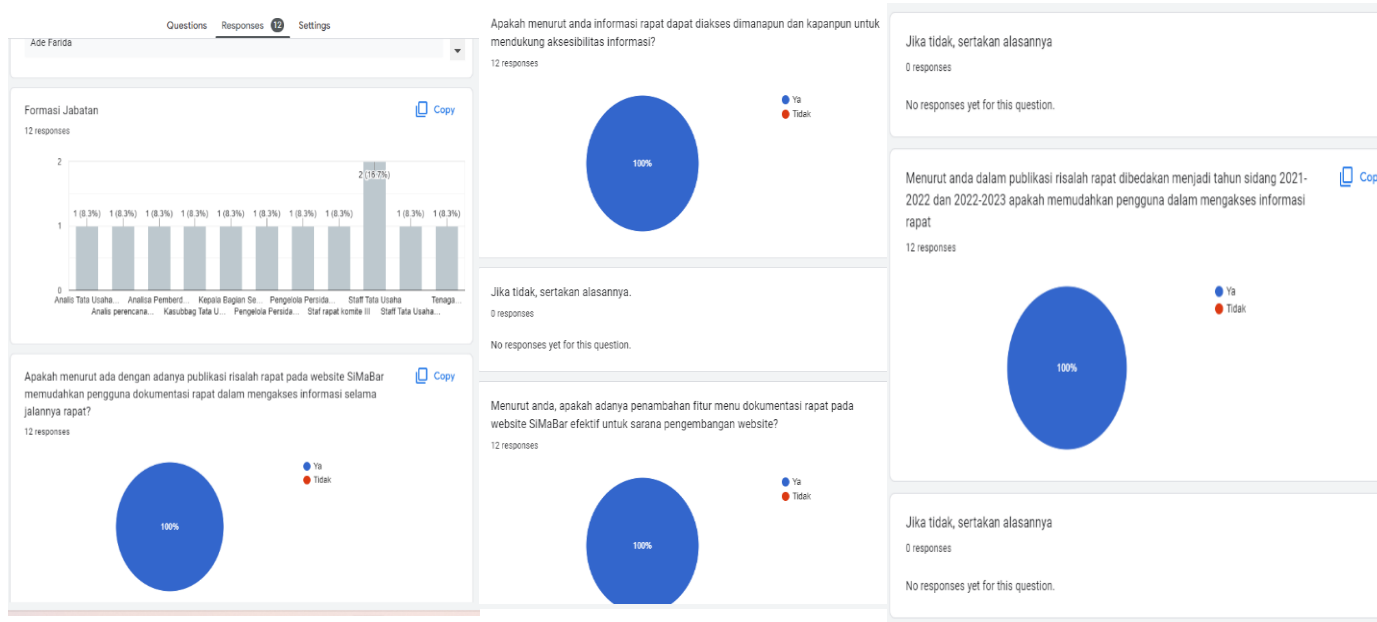 Questions Responses 12 Settings
Ade Farida
Formasi Jabatan
Copy
12 responses
2
1
0
1 (8.3%) 1 (8.3%) 1 (8.3%) 1 (8.3%) 1 (8.3%) 1 (8.3%) 1 (8.3%) 1 (8.3%) 2 (16.7%) 1 (8.3%) 1 (8.3%)
Analis Tata Usaha... Analisa Pemberd... Kepala Bagian Se... Pengelola Persida... Staff Tata Usaha Tenaga...
Analis perencana... Kasubbag Tata U... Pengelola Persida... Staf rapat komite III Staff Tata Usaha...
Apakah menurut ada dengan adanya publikasi risalah rapat pada website SiMaBar
Copy
memudahkan pengguna dokumentasi rapat dalam mengakses informasi selama
jalannya rapat?
12 responses
Ya
Tidak
100%
Apakah menurut anda informasi rapat dapat diakses dimanapun dan kapanpun untuk
mendukung aksesibilitas informasi?
12 responses
Ya
Tidak
100%
Jika tidak, sertakan alasannya.
0 responses
No responses yet for this question.
Menurut anda, apakah adanya penambahan fitur menu dokumentasi rapat pada
website SiMaBar efektif untuk sarana pengembangan website?
12 responses
Ya
Tidak
100%
Jika tidak, sertakan alasannya
0 responses
No responses yet for this question.
Menurut anda dalam publikasi risalah rapat dibedakan menjadi tahun sidang 2021-
Cop
2022 dan 2022-2023 apakah memudahkan pengguna dalam mengakses informasi
rapat
12 responses
Ya
Tidak
100%
Jika tidak, sertakan alasannya
0 responses
No responses yet for this question.